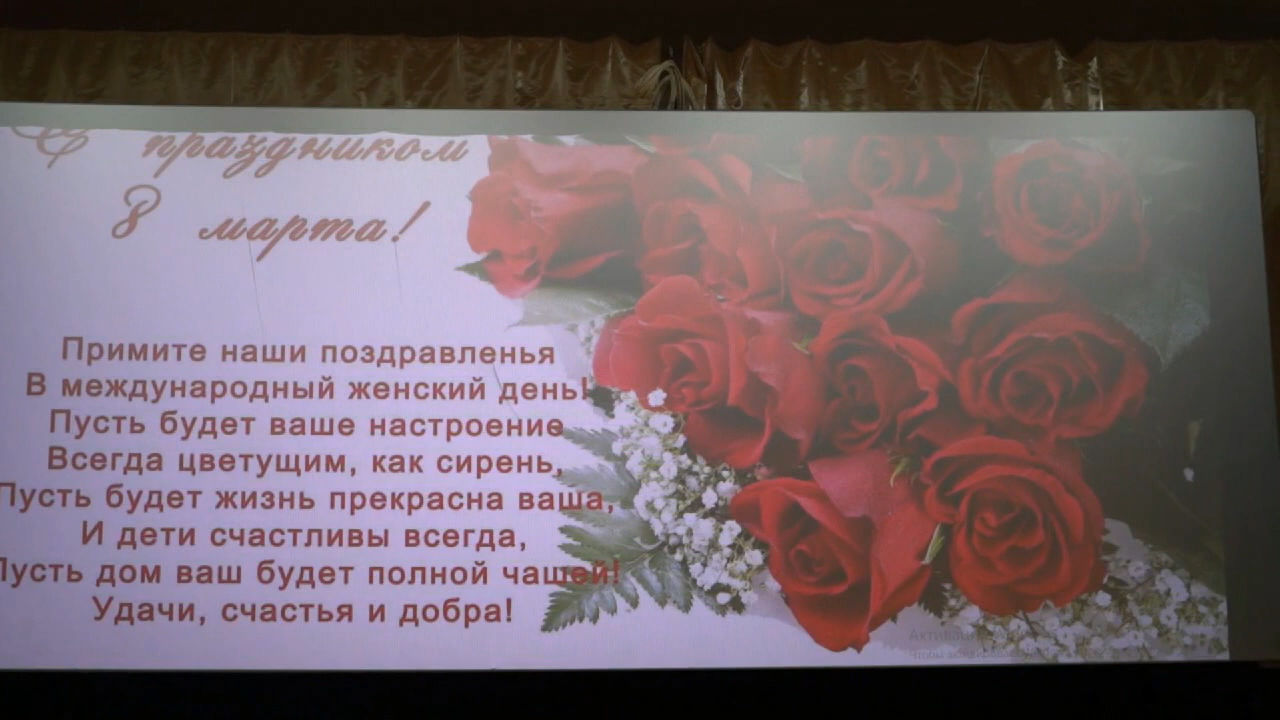 С праздником
8 марта!
Примите наши поздравленья
В международный женский день!
Пусть будет ваше настроение
Всегда цветущим, как сирень,
Пусть будет жизнь прекрасна ваша,
И дети счастливы всегда,
Пусть дом ваш будет полной чашей!
Удачи, счастья и добра!